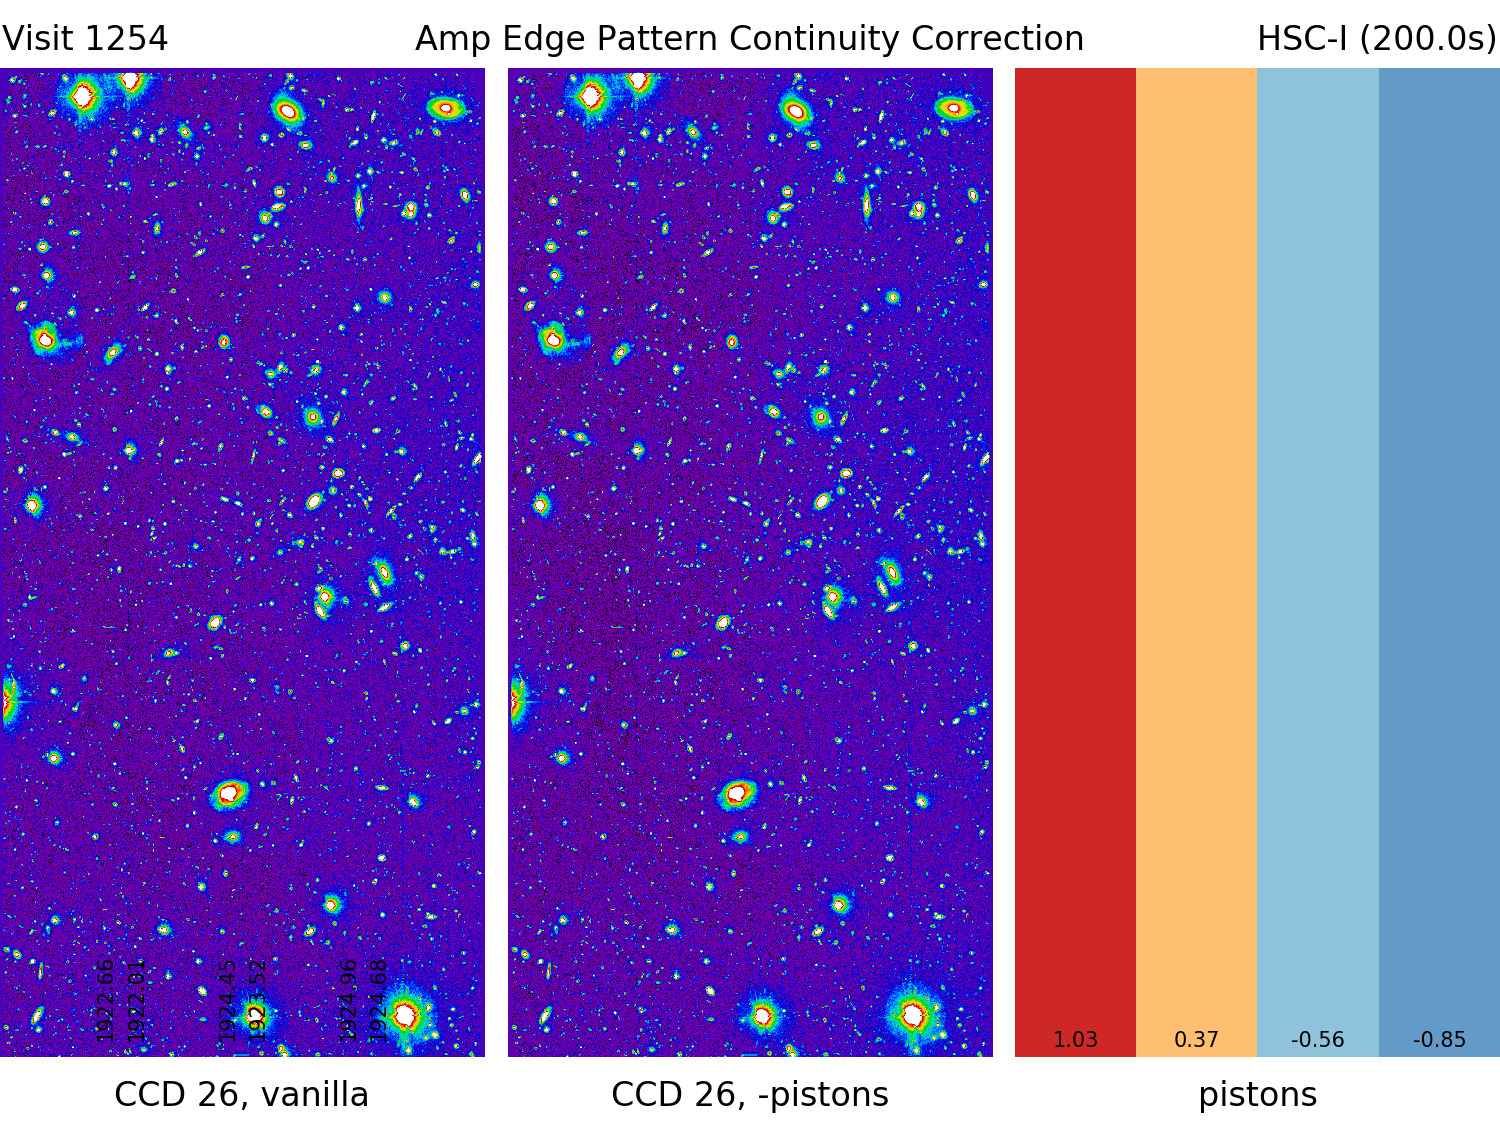 Visit 1254
Amp Edge Pattern Continuity Correction
HSC-I (200.0s)
1922.66
1922.01
1924.45
1923.52
1924.96
1924.68
1.03
0.37
-0.56
-0.85
CCD 26, vanilla
CCD 26, -pistons
pistons